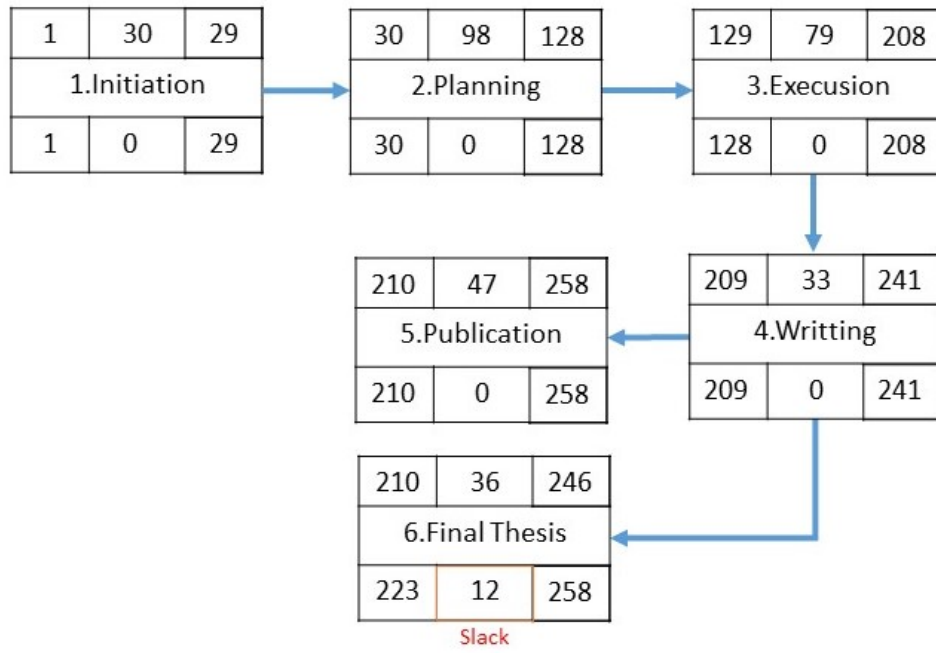 1 30 29
1.Initiation
1 0 29
30 98 128
2.Planning
30 0 128
129 79 208
3.Execusion
128 0 208
209 33 241
4.Writting
209 0 241
210 47 258
5.Publication
210 0 258
210 36 246
6.Final Thesis
223 12 258
Slack